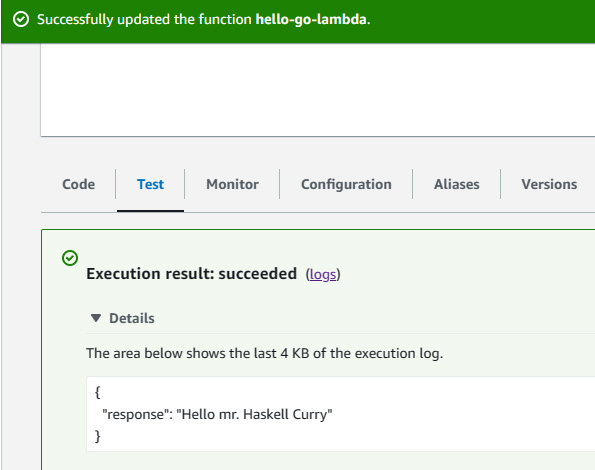 Successfully updated the function hello-go-lambda.
Code Test Monitor Configuration Aliases Versions
Execution result: succeeded (logs)
Details
The area below shows the last 4 KB of the execution log.
{
"response": "Hello mr. Haskell Curry"
}